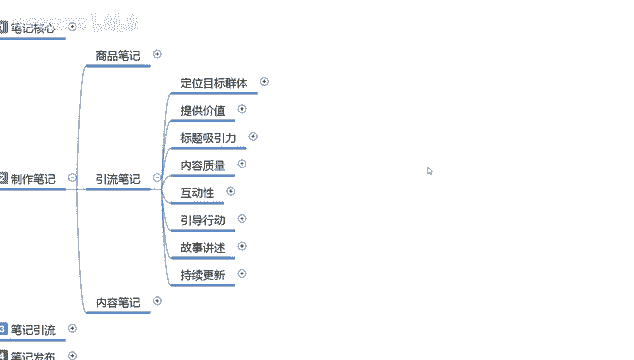 笔记核心
商品笔记
定位目标群体
提供价值
标题吸引力
内容质量
2 制作笔记
引流笔记
互动性
引导行动
故事讲述
持续更新
内容笔记
3 笔记引流
4 笔记发布